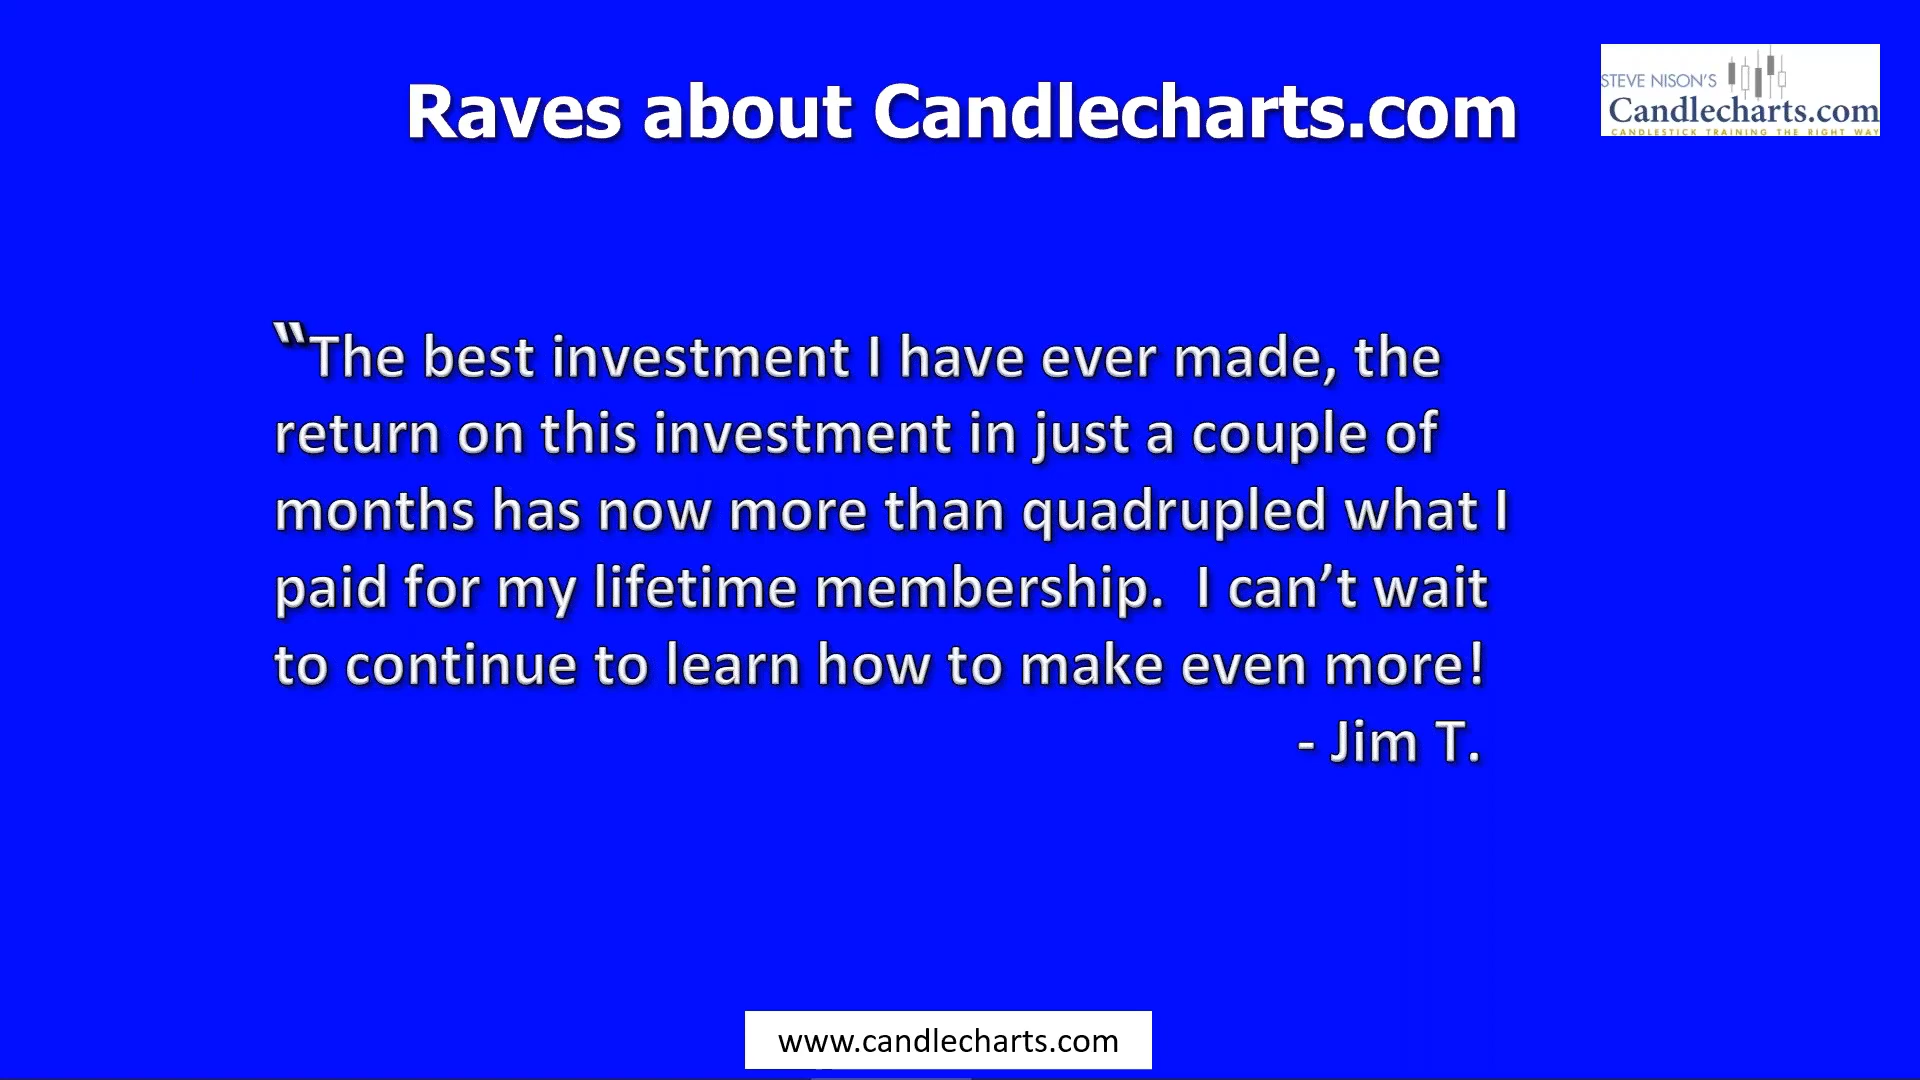 Raves about Candlecharts.com
STEVE NISON'S
Candlecharts.com
CANDLESTICK TRAINING THE RIGHT WAY
“The best investment I have ever made, the
return on this investment in just a couple of
months has now more than quadrupled what I
paid for my lifetime membership.  I can’t wait
to continue to learn how to make even more!
- Jim T.
www.candlecharts.com